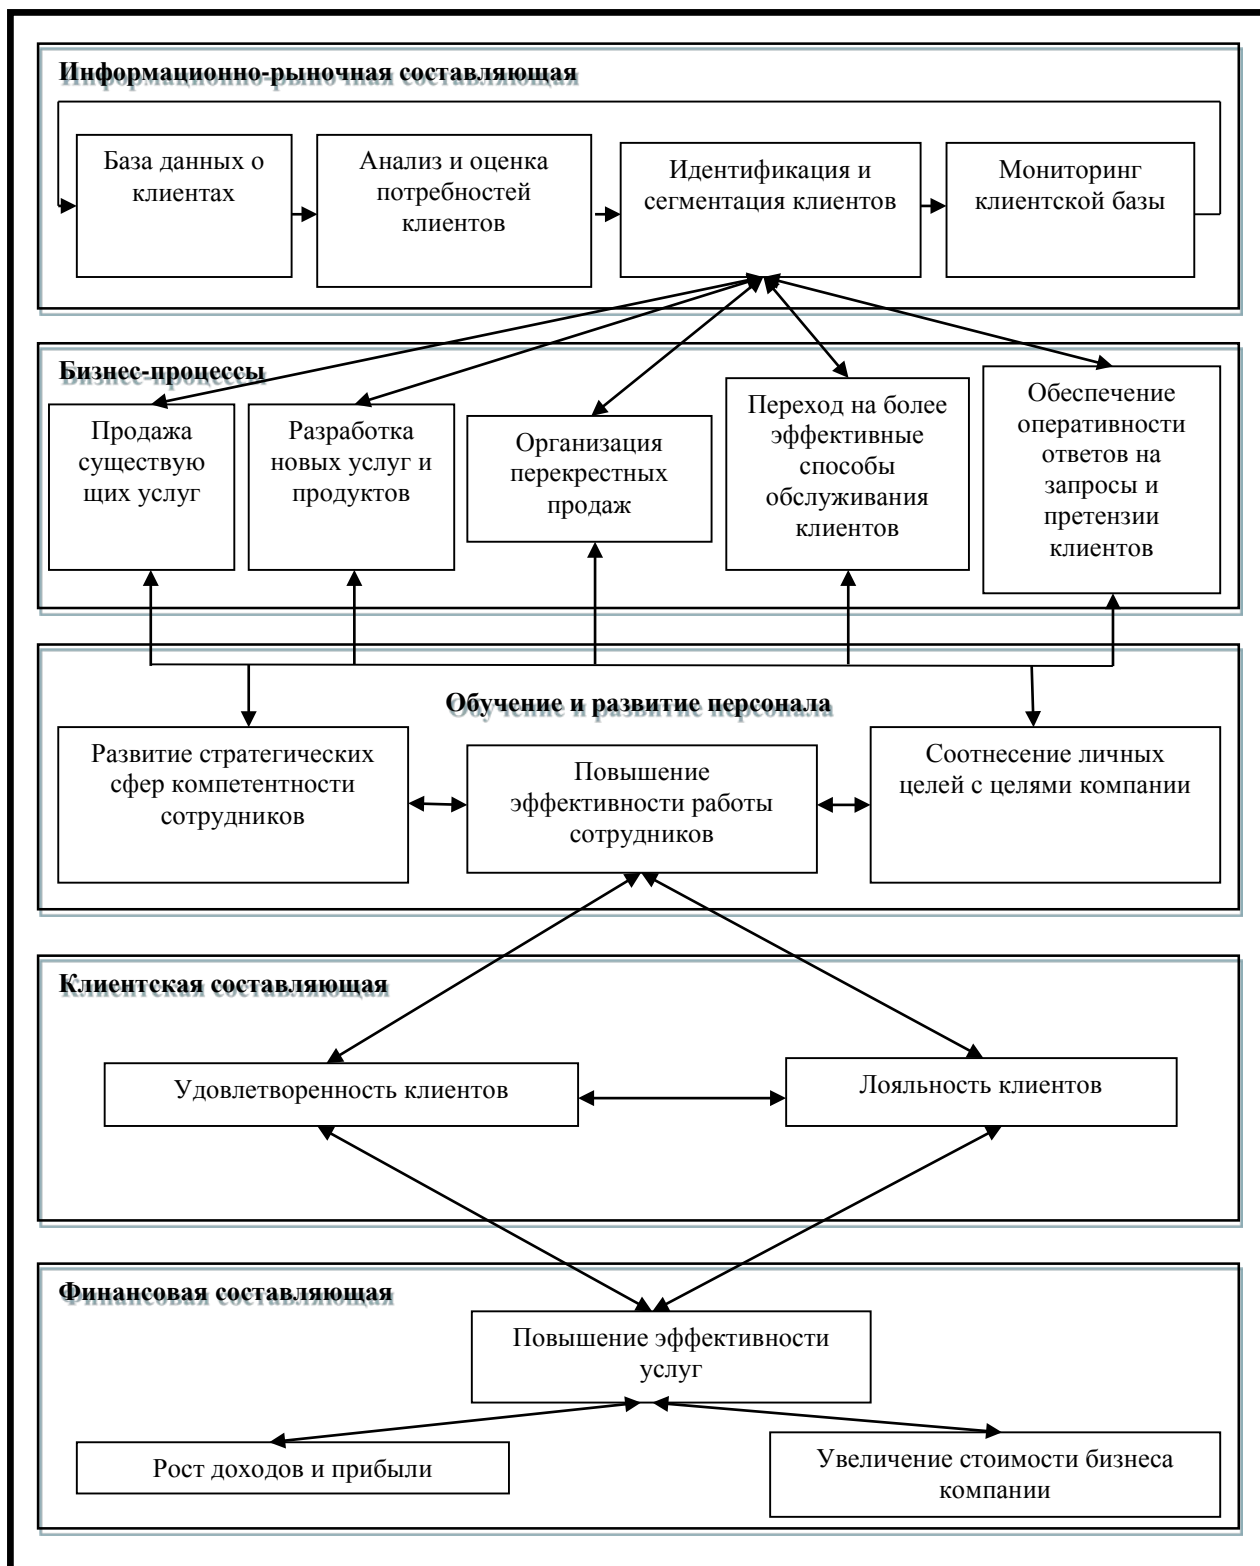 Информационно-рыночная составляющая
База данных о
клиентах
Анализ и оценка
потребностей
клиентов
Идентификация и
сегментация клиентов
Мониторинг
клиентской базы
Бизнес-процессы
Продажа
существую
щих услуг
Разработка
новых услуг и
продуктов
Организация
перекрестных
продаж
Переход на более
эффективные
способы
обслуживания
клиентов
Обеспечение
оперативности
ответов на
запросы и
претензии
клиентов
Обучение и развитие персонала
Развитие стратегических
сфер компетентности
сотрудников
Повышение
эффективности работы
сотрудников
Соотнесение личных
целей с целями компании
Клиентская составляющая
Удовлетворенность клиентов
Лояльность клиентов
Финансовая составляющая
Повышение эффективности
услуг
Рост доходов и прибыли
Увеличение стоимости бизнеса
компании